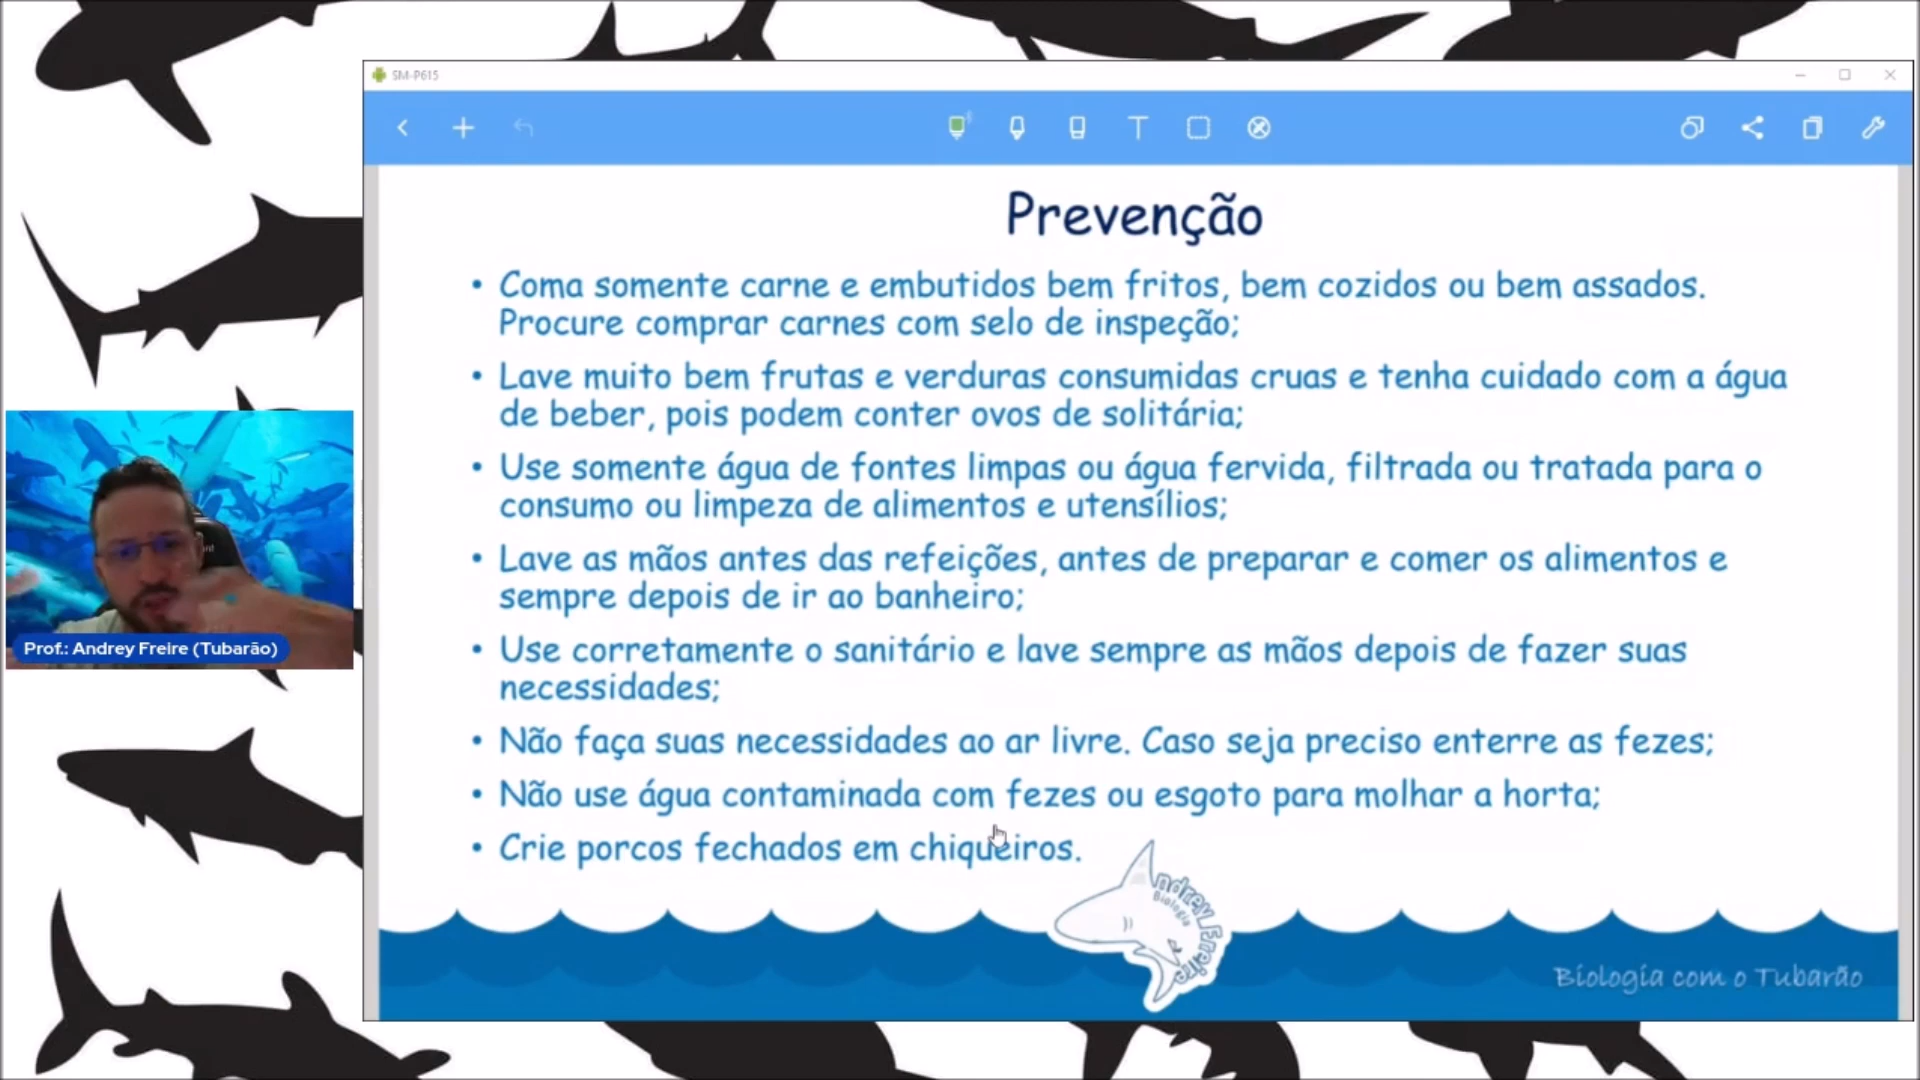 SM-P615
Prevenção
• Coma somente carne e embutidos bem fritos, bem cozidos ou bem assados.
Procure comprar carnes com selo de inspeção;
• Lave muito bem frutas e verduras consumidas cruas e tenha cuidado com a água
de beber, pois podem conter ovos de solitária;
• Use somente água de fontes limpas ou água fervida, filtrada ou tratada para o
consumo ou limpeza de alimentos e utensílios;
• Lave as mãos antes das refeições, antes de preparar e comer os alimentos e
sempre depois de ir ao banheiro;
• Use corretamente o sanitário e lave sempre as mãos depois de fazer suas
necessidades;
• Não faça suas necessidades ao ar livre. Caso seja preciso enterre as fezes;
• Não use água contaminada com fezes ou esgoto para molhar a horta;
• Crie porcos fechados em chiqueiros.
Prof.: Andrey Freire (Tubarão)
Andrey Freire
Biologia
Biologia com o Tubarão